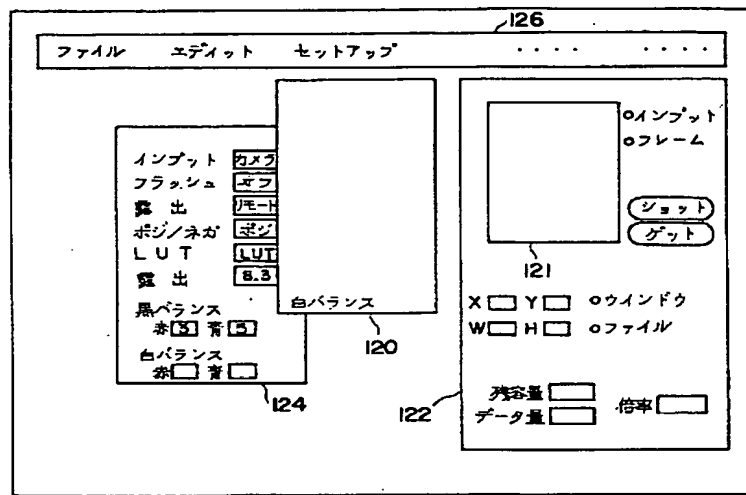 126
ファイル エディット セットアップ ・・・・ ・・・・
インプット カメラ
フラッシュ オフ
露出 リモート
ポジ/ネガ ポジ
LUT LUT
露出 8.3
黒バランス
赤 5 青 5
白バランス
赤 青
124
白バランス
120
インプット
フレーム
ショット
ゲット
121
X Y ウインドウ
W H ファイル
残容量
データ量
倍率
122